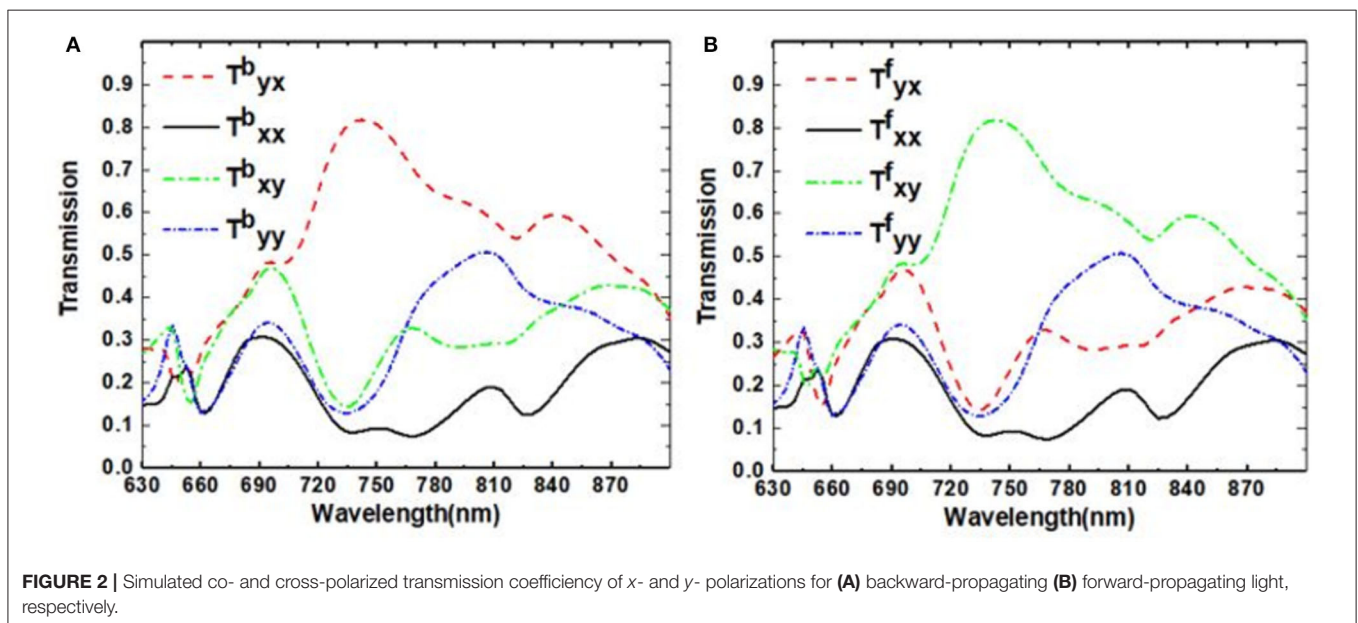 A
T^b_yx
T^b_xx
T^b_xy
T^b_yy
0.9
0.8
0.7
0.6
0.5
0.4
0.3
0.2
0.1
0.0
Transmission
630 660 690 720 750 780 810 840 870
Wavelength(nm)
B
T^f_yx
T^f_xx
T^f_xy
T^f_yy
0.9
0.8
0.7
0.6
0.5
0.4
0.3
0.2
0.1
0.0
Transmission
630 660 690 720 750 780 810 840 870
Wavelength(nm)
FIGURE 2 | Simulated co- and cross-polarized transmission coefficiency of x- and y- polarizations for (A) backward-propagating (B) forward-propagating light,
respectively.